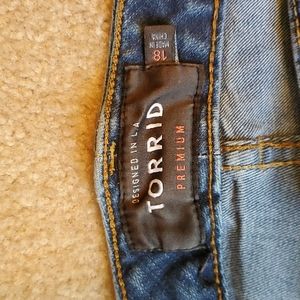 MADE IN
CHINA
18
DESIGNED IN L.A.
TORRID
PREMIUM